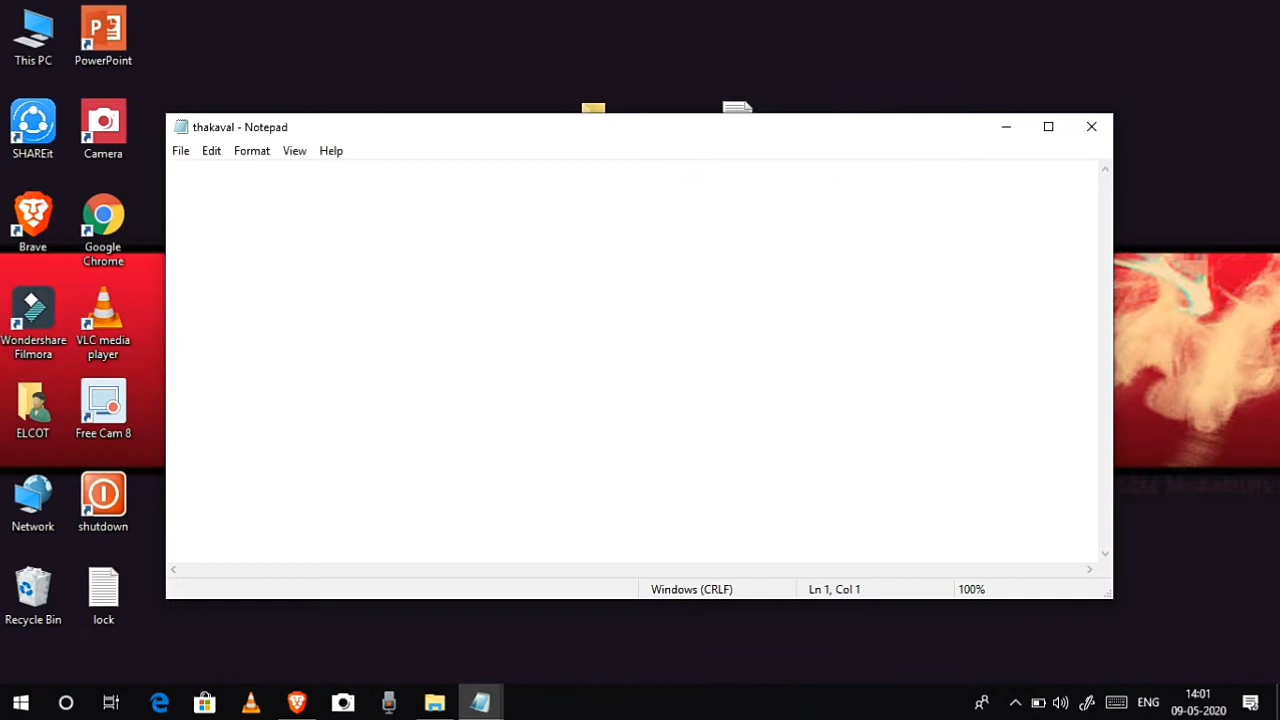 This PC
PowerPoint
SHAREit
Camera
Brave
Google
Chrome
Wondershare
Filmora
VLC media
player
ELCOT
Free Cam 8
Network
shutdown
Recycle Bin
lock
thakaval - Notepad
File Edit Format View Help
Windows (CRLF) Ln 1, Col 1 100%
ENG
14:01
09-05-2020